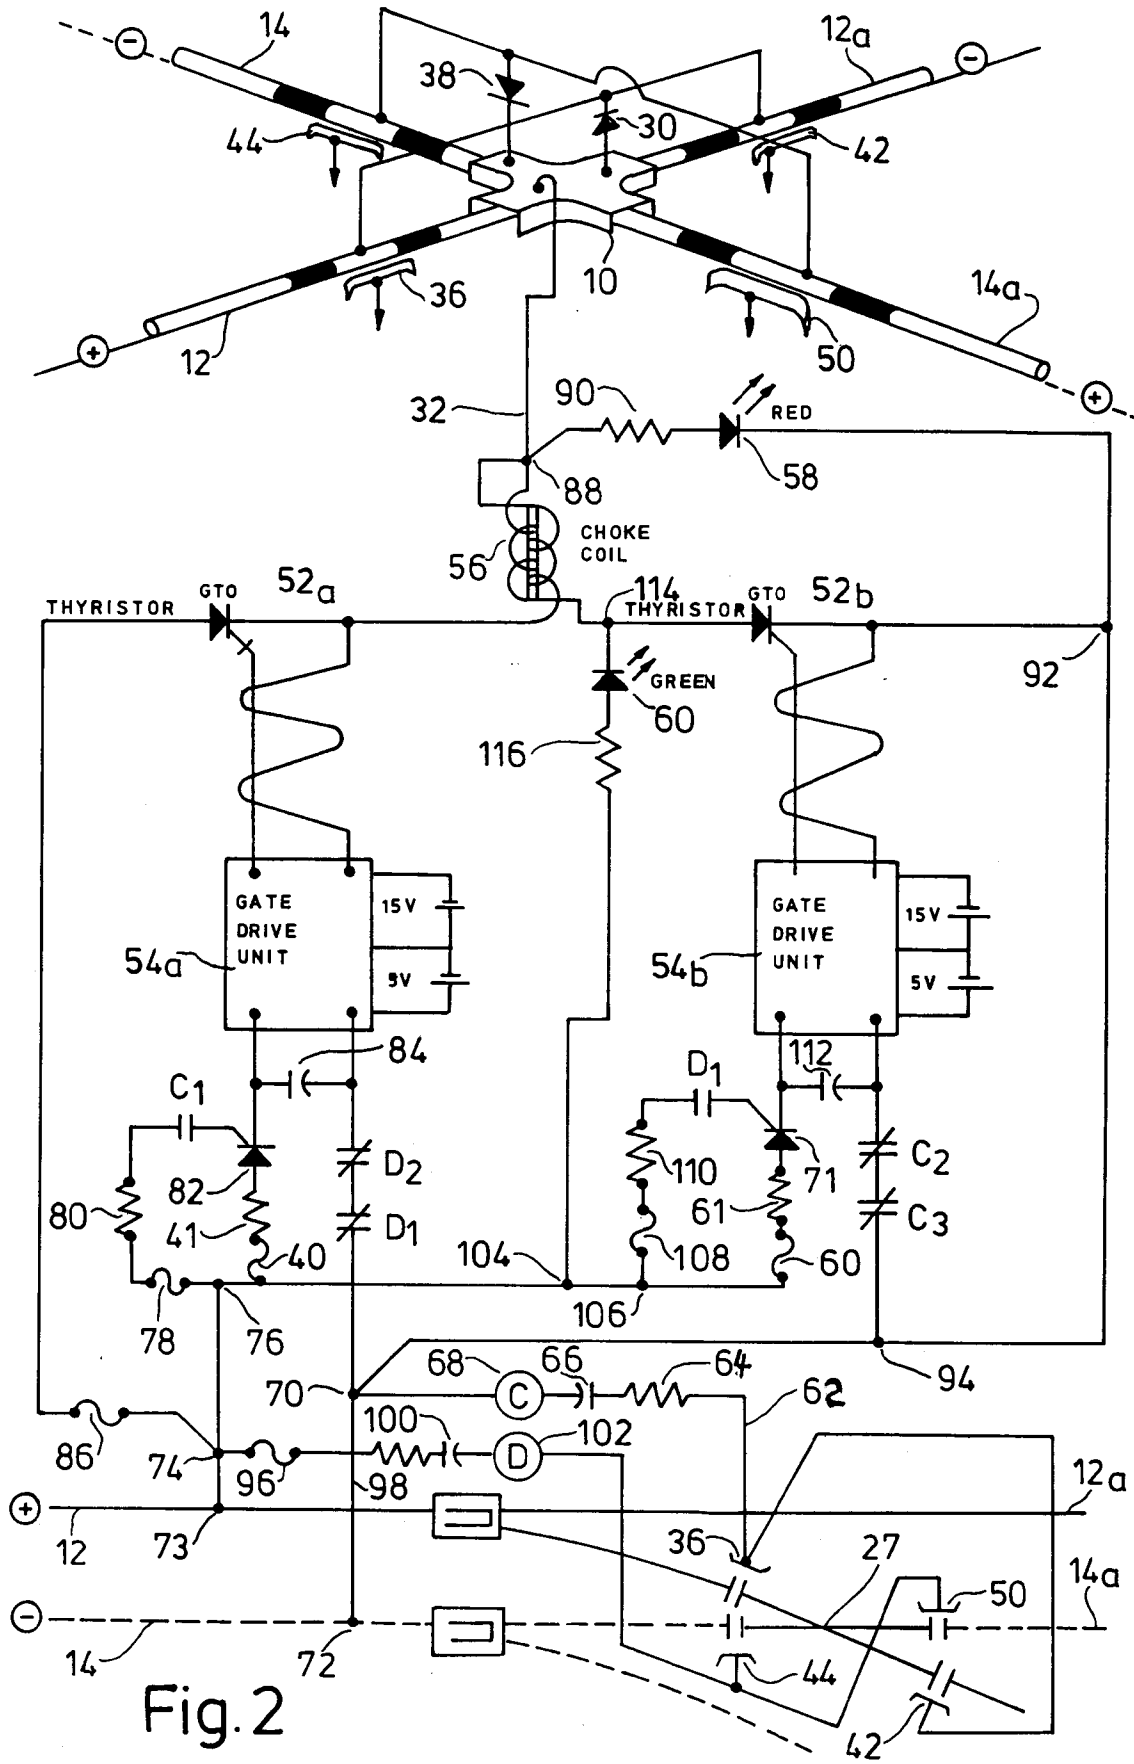 14
12a
38
30
44
42
36
10
14a
12
50
90
RED
32
58
88
CHOKE
COIL
56
52a
114
52b
GTO
GTO
THYRISTOR
THYRISTOR
92
GREEN
60
116
GATE
DRIVE
UNIT
15V
5V
54a
GATE
DRIVE
UNIT
15V
5V
54b
84
112
C1
D1
D2
C2
82
71
110
80
41
61
D1
C3
40
108
60
104
78
76
106
68
66
64
94
70
62
100
102
C
86
74
D
96
98
12a
+
12
73
36
27
14a
50
−
14
72
44
42
Fig.2